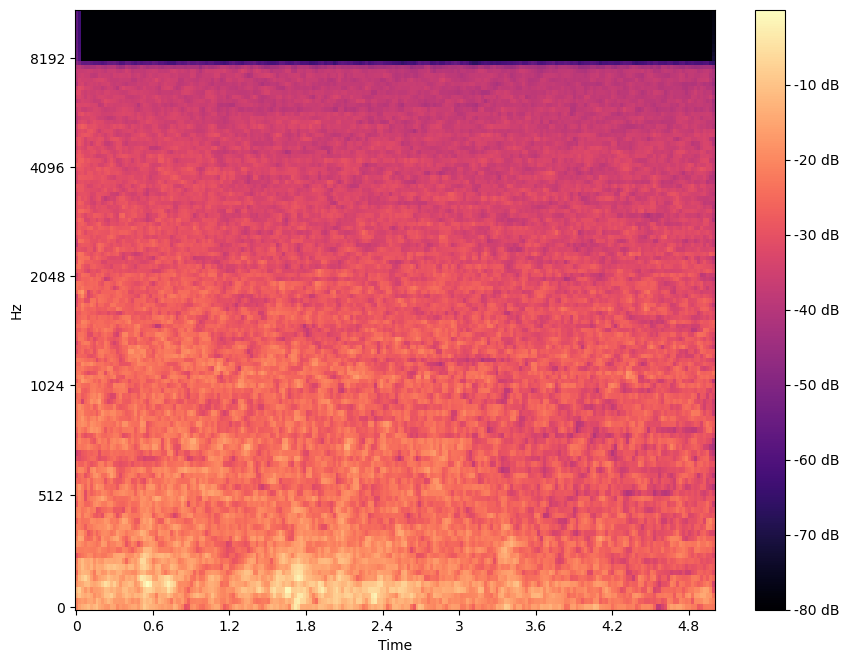 8192
4096
2048
1024
512
0
Hz
0 0.6 1.2 1.8 2.4 3 3.6 4.2 4.8
Time
-10 dB
-20 dB
-30 dB
-40 dB
-50 dB
-60 dB
-70 dB
-80 dB